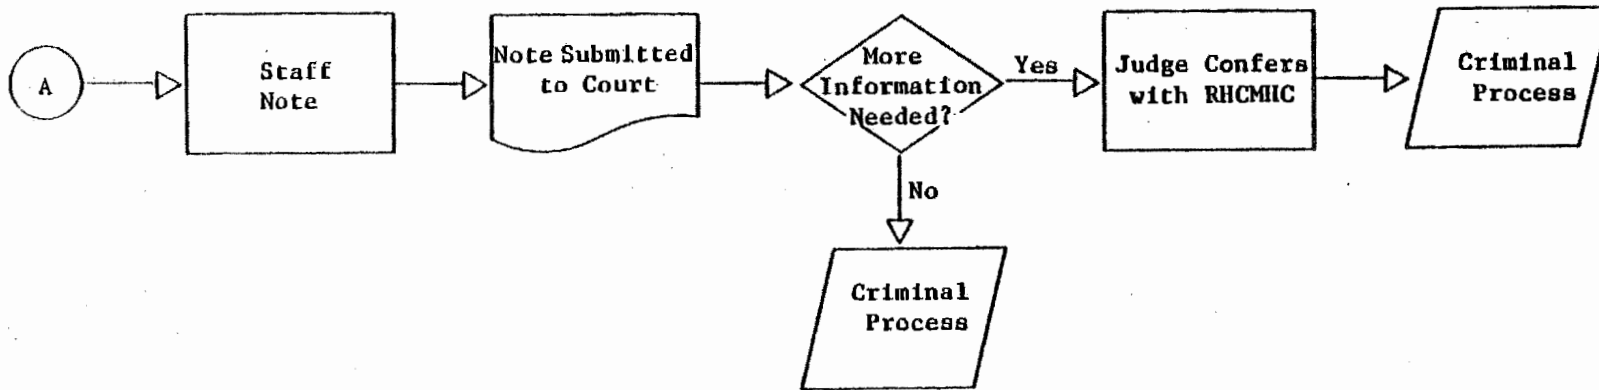 A
Staff
Note
Note Submitted
to Court
More
Information
Needed?
Yes
Judge Confers
with RHCMHC
Criminal
Process
No
Criminal
Process